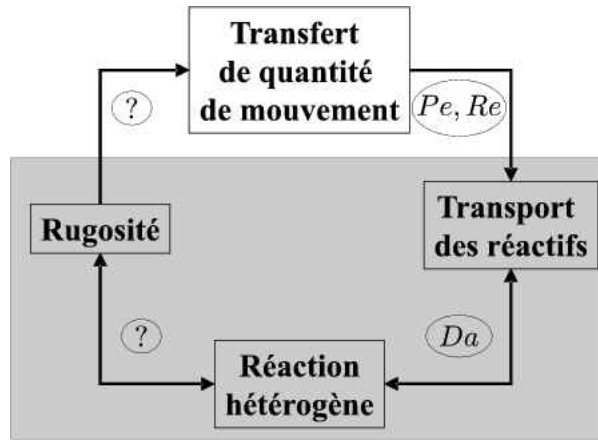 Transfert
de quantité
de mouvement
?
Pe, Re
Rugosité
Transport
des réactifs
?
Da
Réaction
hétérogène